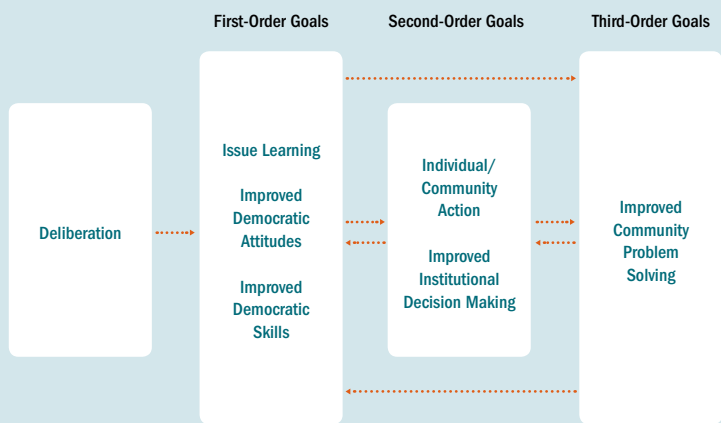 First-Order Goals
Second-Order Goals
Third-Order Goals
Deliberation
Issue Learning
Improved
Democratic
Attitudes
Improved
Democratic
Skills
Individual/
Community
Action
Improved
Institutional
Decision Making
Improved
Community
Problem
Solving